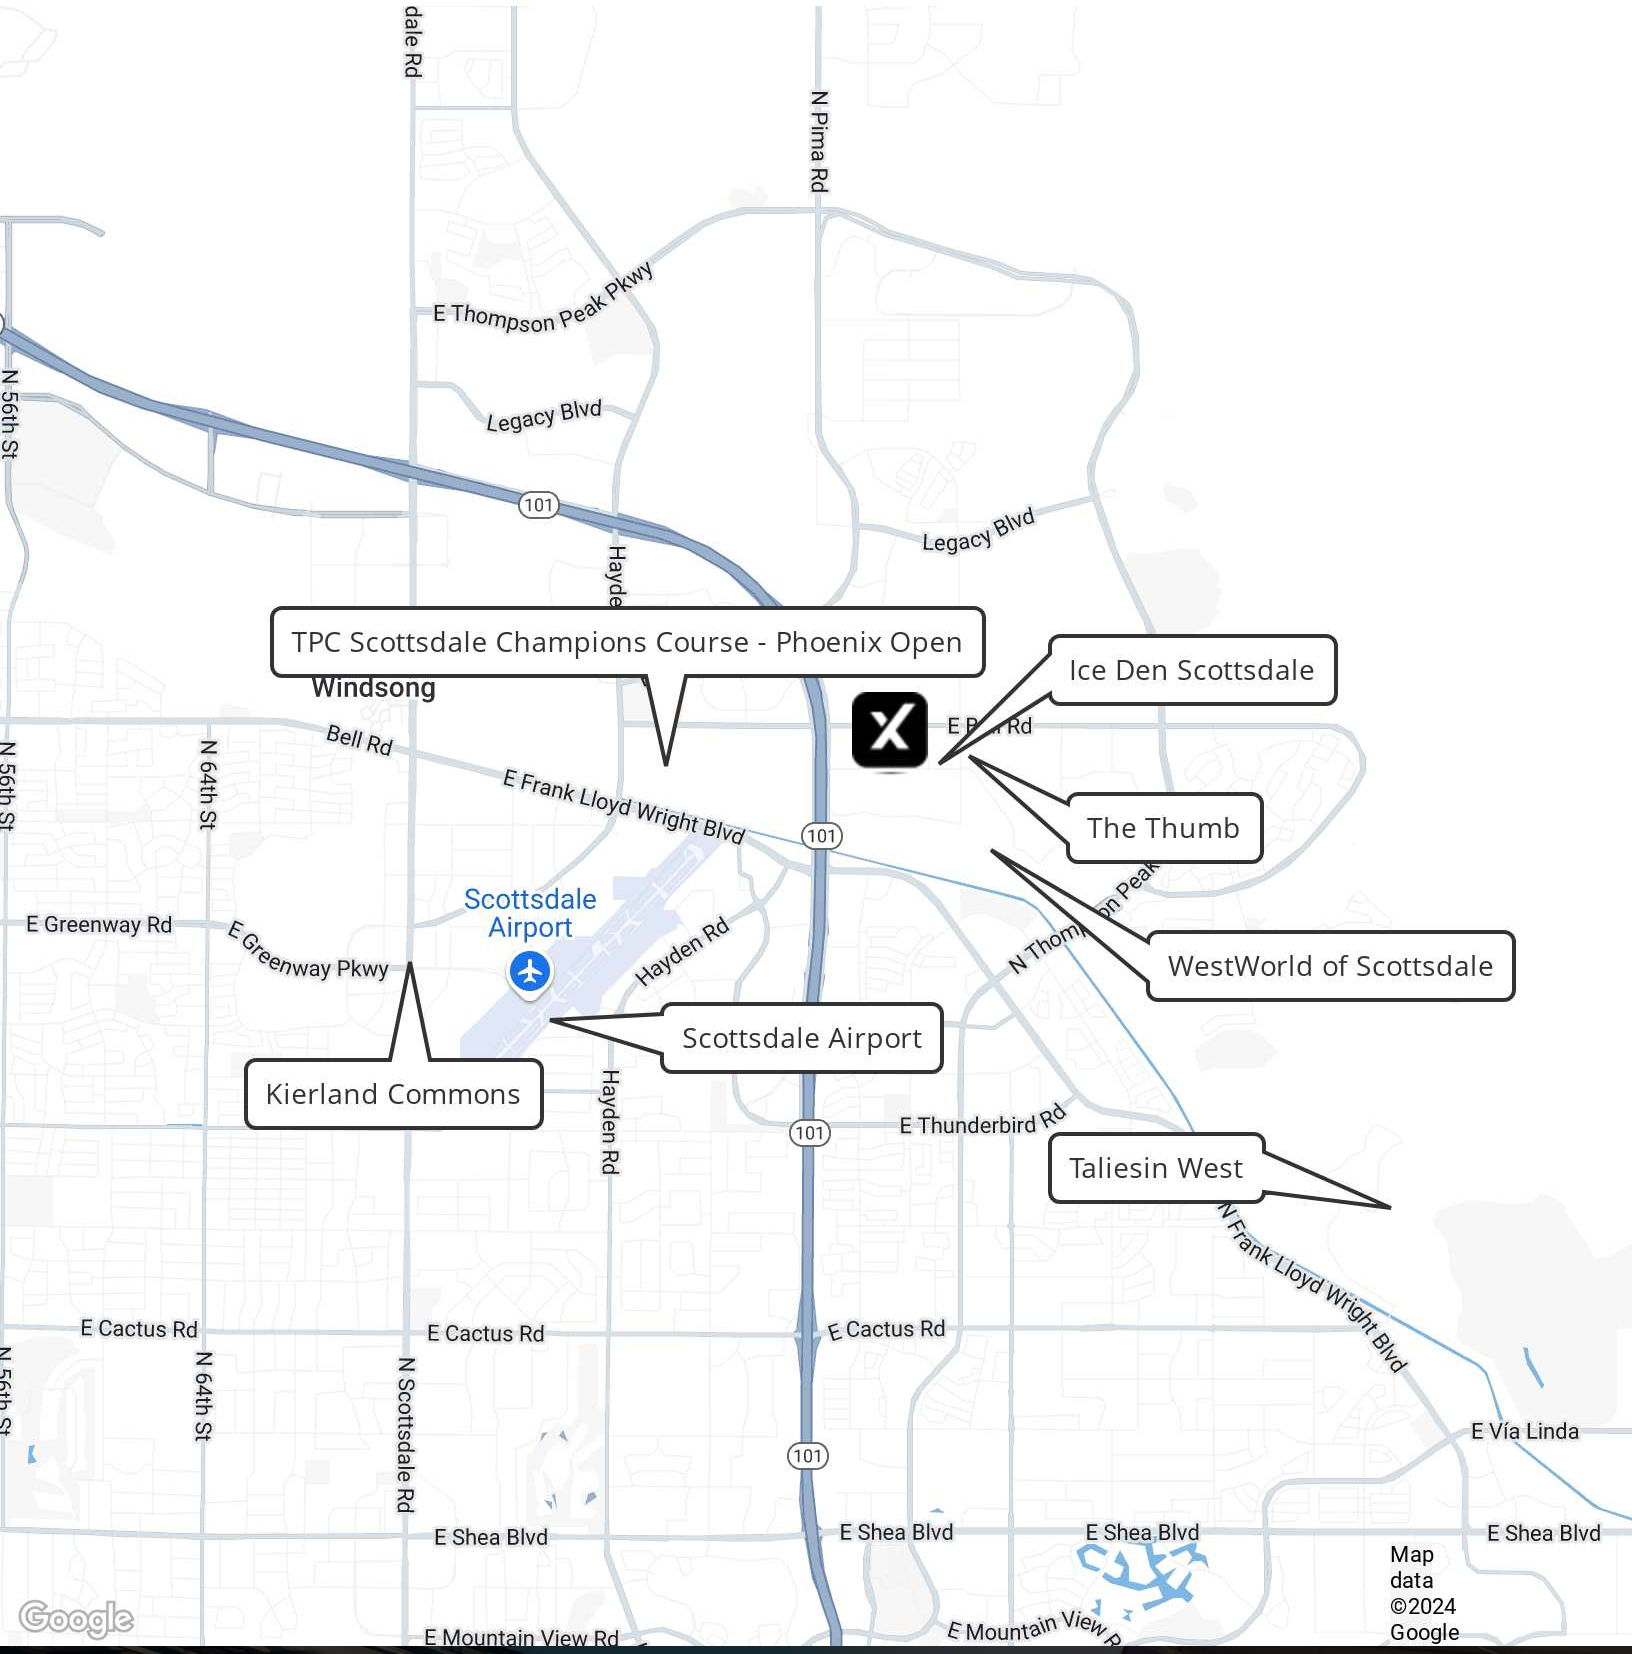 dale Rd
N Pima Rd
E Thompson Peak Pkwy
N 56th St
Legacy Blvd
101
Legacy Blvd
Hayde
TPC Scottsdale Champions Course - Phoenix Open
Ice Den Scottsdale
Windsong
X
Bell Rd
N 56th St
N 64th St
E Frank Lloyd Wright Blvd
101
The Thumb
Scottsdale
Airport
E Greenway Rd
E Greenway Pkwy
Hayden Rd
WestWorld of Scottsdale
Scottsdale Airport
Kierland Commons
Hayden Rd
E Thunderbird Rd
101
Taliesin West
N Frank Lloyd Wright Blvd
E Cactus Rd
E Cactus Rd
E Cactus Rd
N 56th St
N 64th St
N Scottsdale Rd
101
E Vía Linda
E Shea Blvd
E Shea Blvd
E Shea Blvd
E Shea Blvd
Map
data
©2024
Google
Google
E Mountain View Rd
E Mountain View R